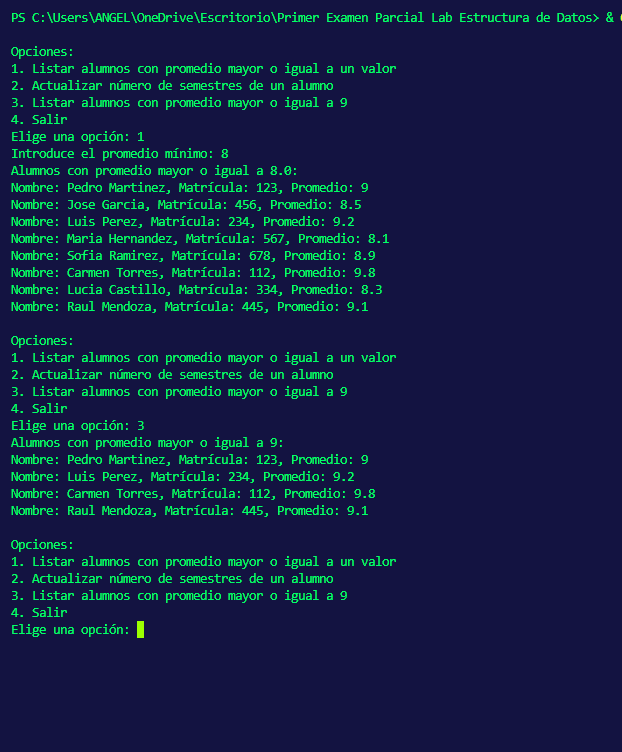 PS C:\Users\ANGEL\OneDrive\Escritorio\Primer Examen Parcial Lab Estructura de Datos> &
Opciones:
1. Listar alumnos con promedio mayor o igual a un valor
2. Actualizar número de semestres de un alumno
3. Listar alumnos con promedio mayor o igual a 9
4. Salir
Elige una opción: 1
Introduce el promedio mínimo: 8
Alumnos con promedio mayor o igual a 8.0:
Nombre: Pedro Martinez, Matrícula: 123, Promedio: 9
Nombre: Jose Garcia, Matrícula: 456, Promedio: 8.5
Nombre: Luis Perez, Matrícula: 234, Promedio: 9.2
Nombre: Maria Hernandez, Matrícula: 567, Promedio: 8.1
Nombre: Sofia Ramirez, Matrícula: 678, Promedio: 8.9
Nombre: Carmen Torres, Matrícula: 112, Promedio: 9.8
Nombre: Lucia Castillo, Matrícula: 334, Promedio: 8.3
Nombre: Raul Mendoza, Matrícula: 445, Promedio: 9.1
Opciones:
1. Listar alumnos con promedio mayor o igual a un valor
2. Actualizar número de semestres de un alumno
3. Listar alumnos con promedio mayor o igual a 9
4. Salir
Elige una opción: 3
Alumnos con promedio mayor o igual a 9:
Nombre: Pedro Martinez, Matrícula: 123, Promedio: 9
Nombre: Luis Perez, Matrícula: 234, Promedio: 9.2
Nombre: Carmen Torres, Matrícula: 112, Promedio: 9.8
Nombre: Raul Mendoza, Matrícula: 445, Promedio: 9.1
Opciones:
1. Listar alumnos con promedio mayor o igual a un valor
2. Actualizar número de semestres de un alumno
3. Listar alumnos con promedio mayor o igual a 9
4. Salir
Elige una opción: